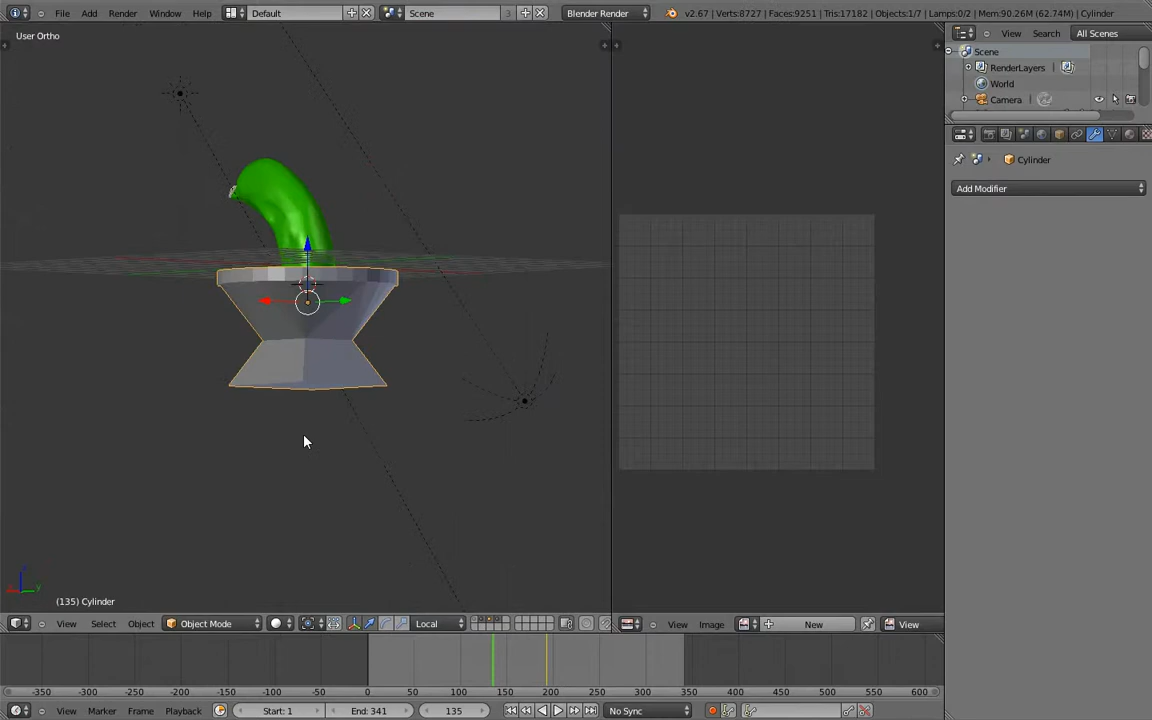 File Add Render Window Help Default Scene 3 Blender Render v2.67 | Verts:8727 | Faces:9251 | Tris:17182 | Objects:1/7 | Lamps:0/2 | Mem:90.26M (62.74M) | Cylinder
User Ortho
View Search All Scenes
Scene
RenderLayers
World
Camera
Cylinder
Add Modifier
(135) Cylinder
View Select Object Object Mode Local View Image New View
-350 -300 -250 -200 -150 -100 -50 0 50 100 150 200 250 300 350 400 450 500 550 600
View Marker Frame Playback Start: 1 End: 341 135 No Sync